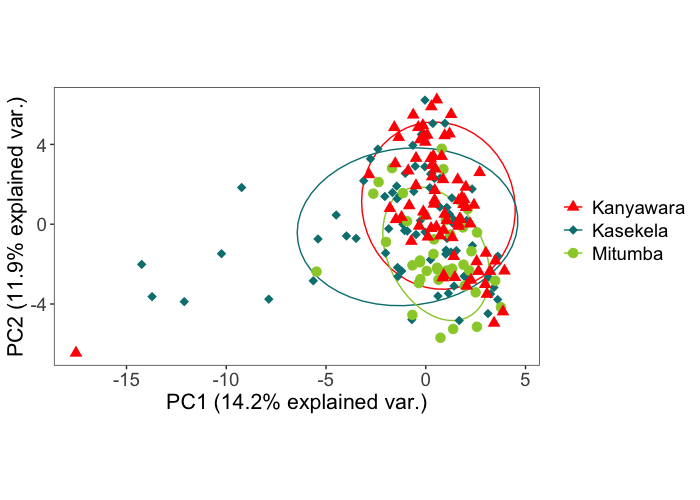 PC2 (11.9% explained var.)
4
0
-4
-15
-10
-5
0
5
PC1 (14.2% explained var.)
Kanyawara
Kasekela
Mitumba